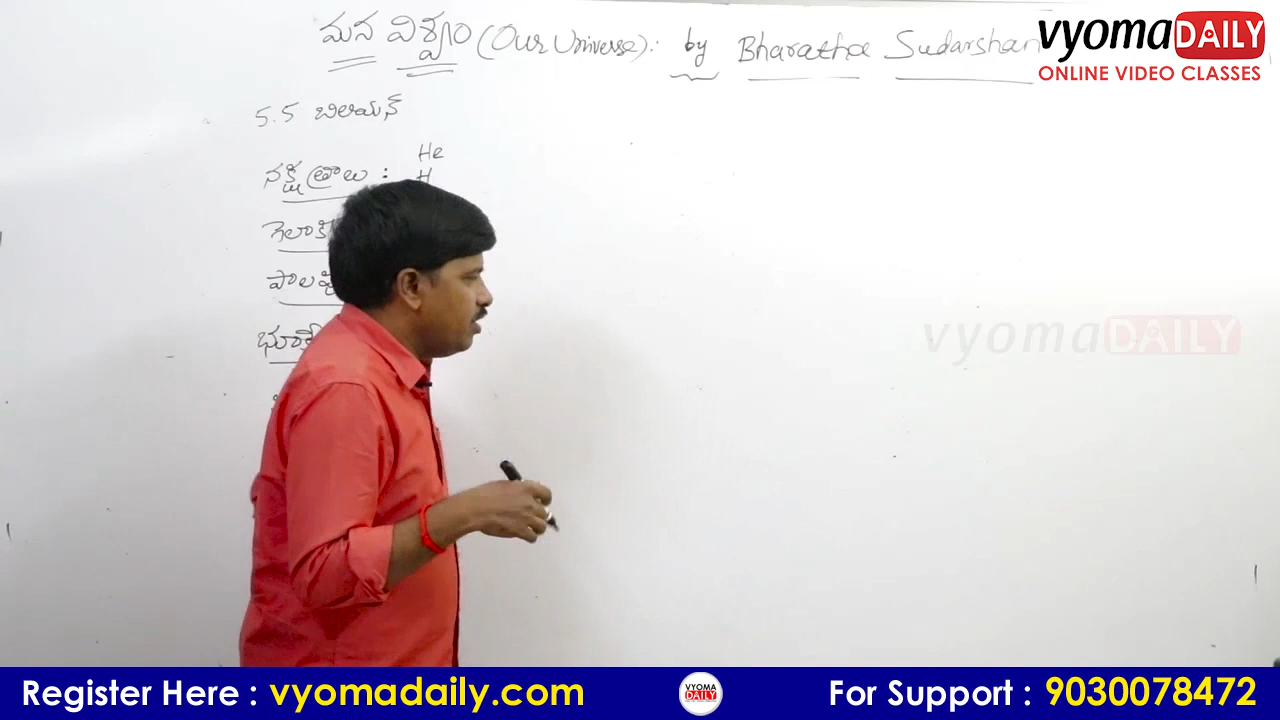 మన విశ్వం (Our Universe): by Bharatha Sudarshan
vyomaDAILY
ONLINE VIDEO CLASSES
5.5 బిలియన్
He
నక్షత్రాలు : H
vyomaDAILY
Register Here : vyomadaily.com
VYOMA
DAILY
For Support : 9030078472